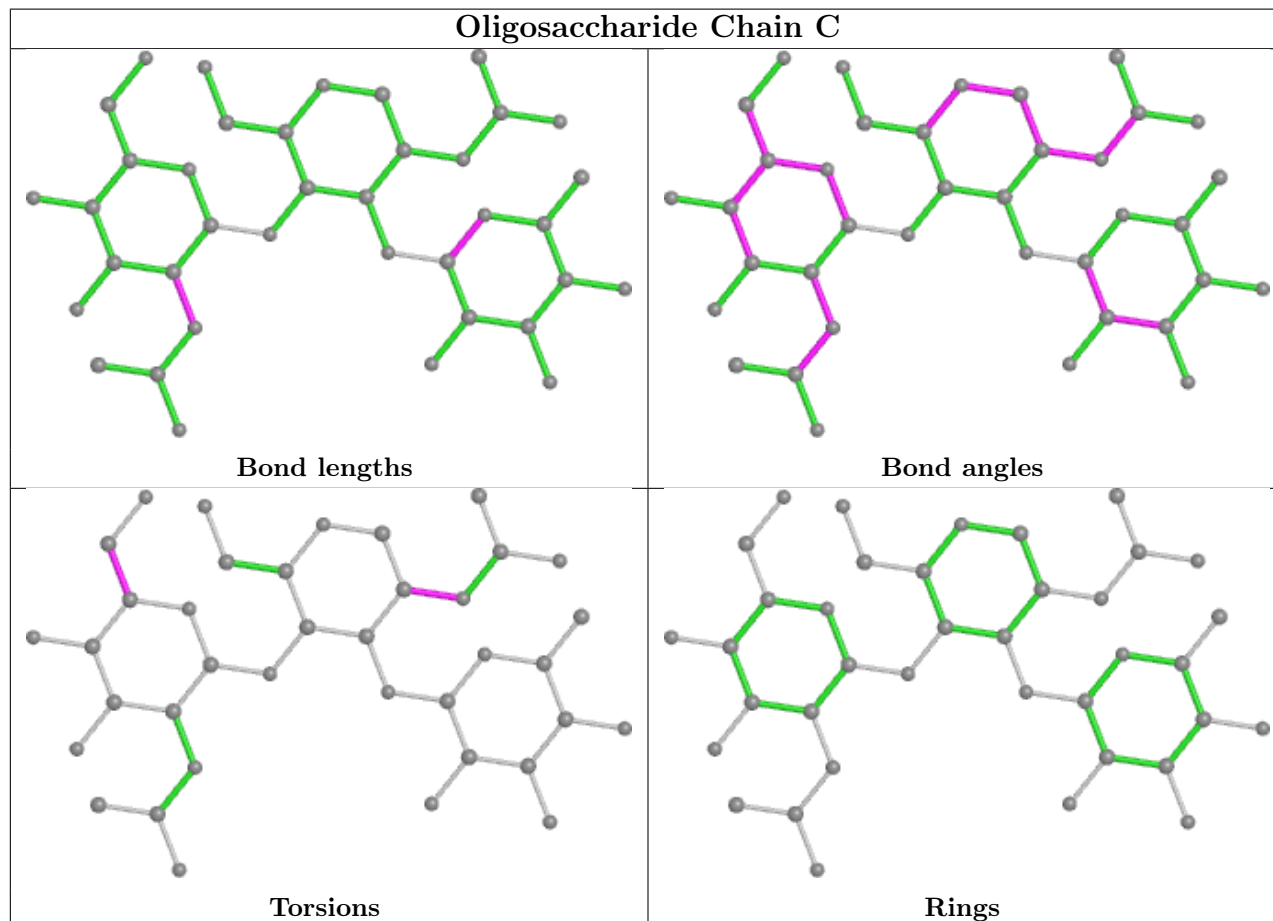 Oligosaccharide Chain C
Bond lengths
Bond angles
Torsions
Rings